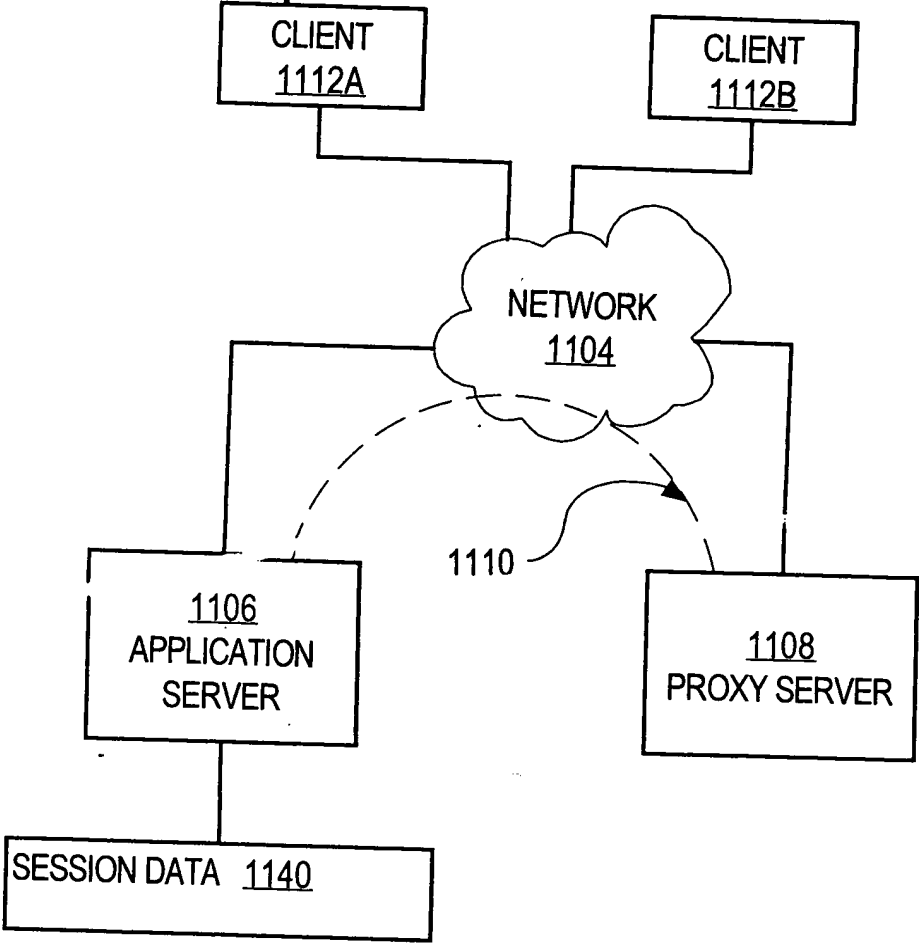 CLIENT
1112A
CLIENT
1112B
NETWORK
1104
1110
1106
APPLICATION
SERVER
1108
PROXY SERVER
SESSION DATA 1140